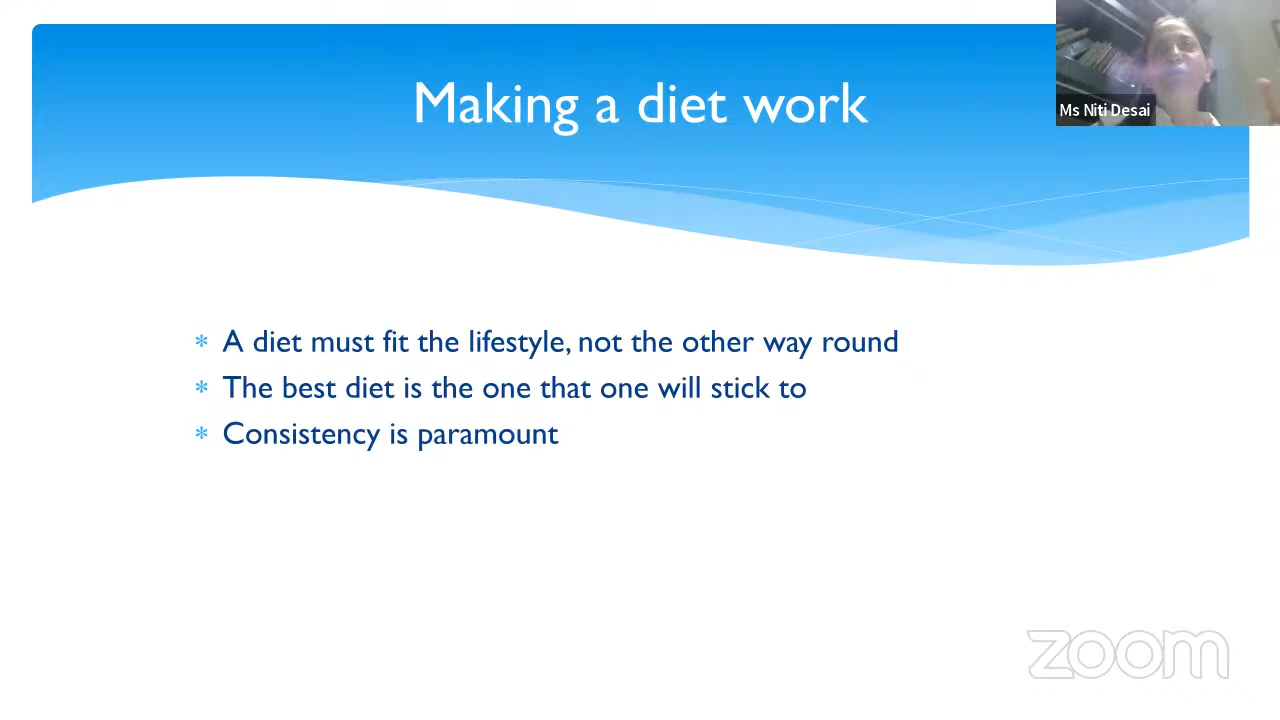 Making a diet work
Ms Niti Desai
* A diet must fit the lifestyle, not the other way round
* The best diet is the one that one will stick to
* Consistency is paramount
zoom